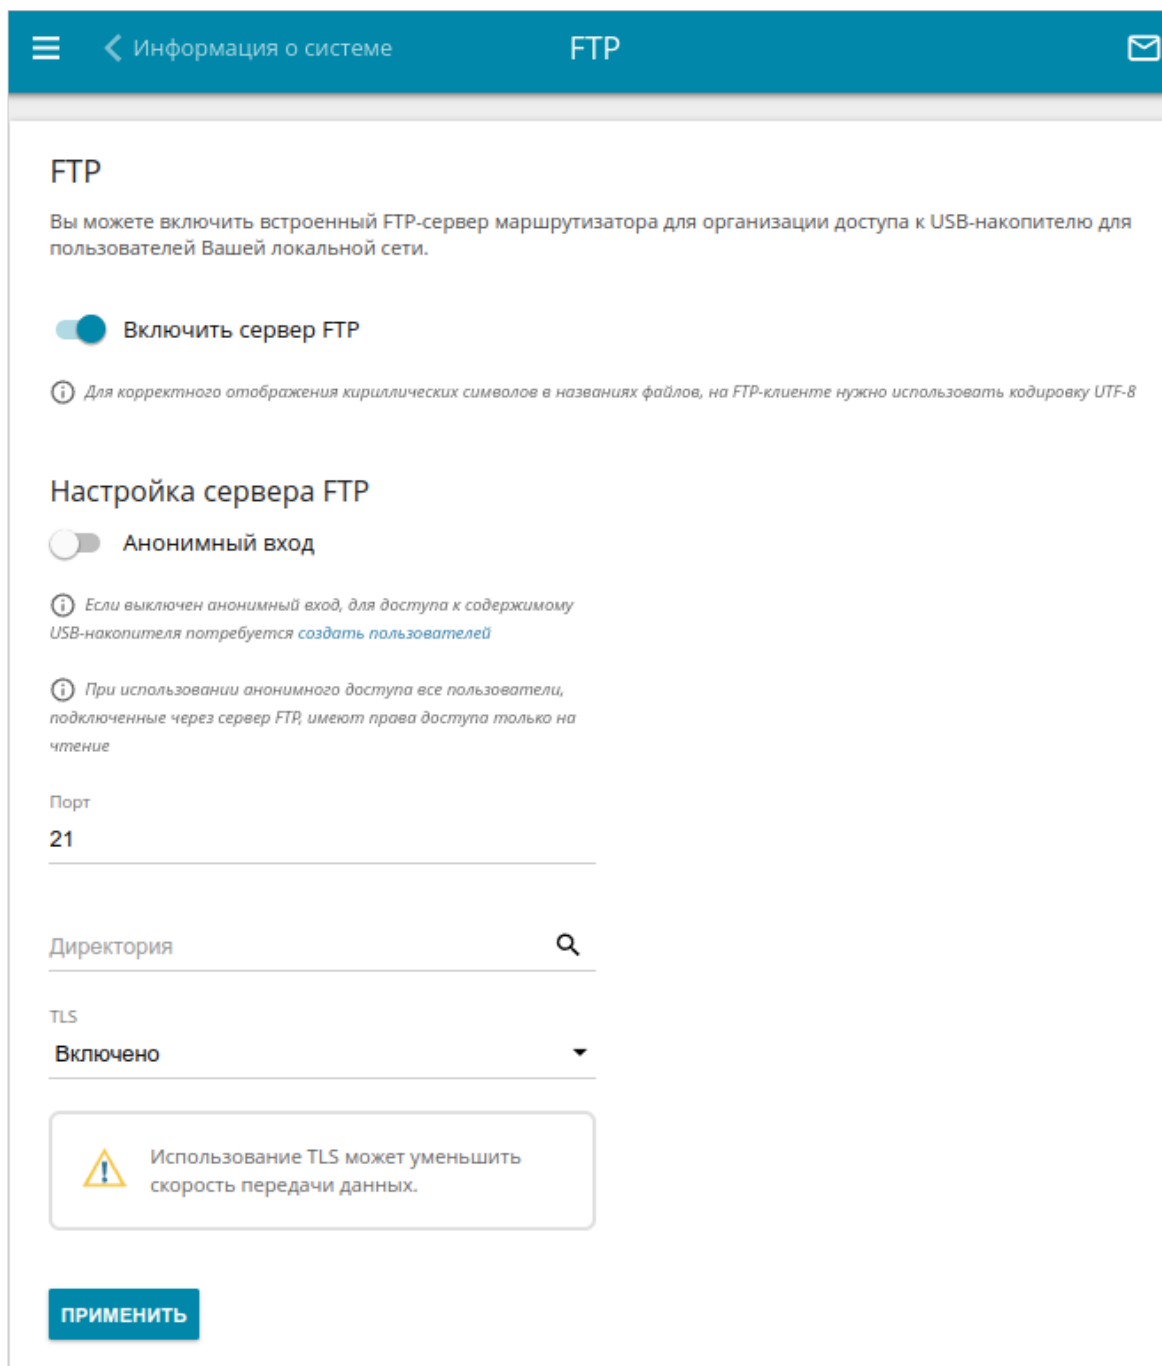 Информация о системе
FTP
FTP
Вы можете включить встроенный FTP-сервер маршрутизатора для организации доступа к USB-накопителю для
пользователей Вашей локальной сети.
Включить сервер FTP
Для корректного отображения кириллических символов в названиях файлов, на FTP-клиенте нужно использовать кодировку UTF-8
Настройка сервера FTP
Анонимный вход
Если выключен анонимный вход, для доступа к содержимому
USB-накопителя потребуется создать пользователей
При использовании анонимного доступа все пользователи,
подключенные через сервер FTP, имеют права доступа только на
чтение
Порт
21
Директория
TLS
Включено
Использование TLS может уменьшить
скорость передачи данных.
ПРИМЕНИТЬ